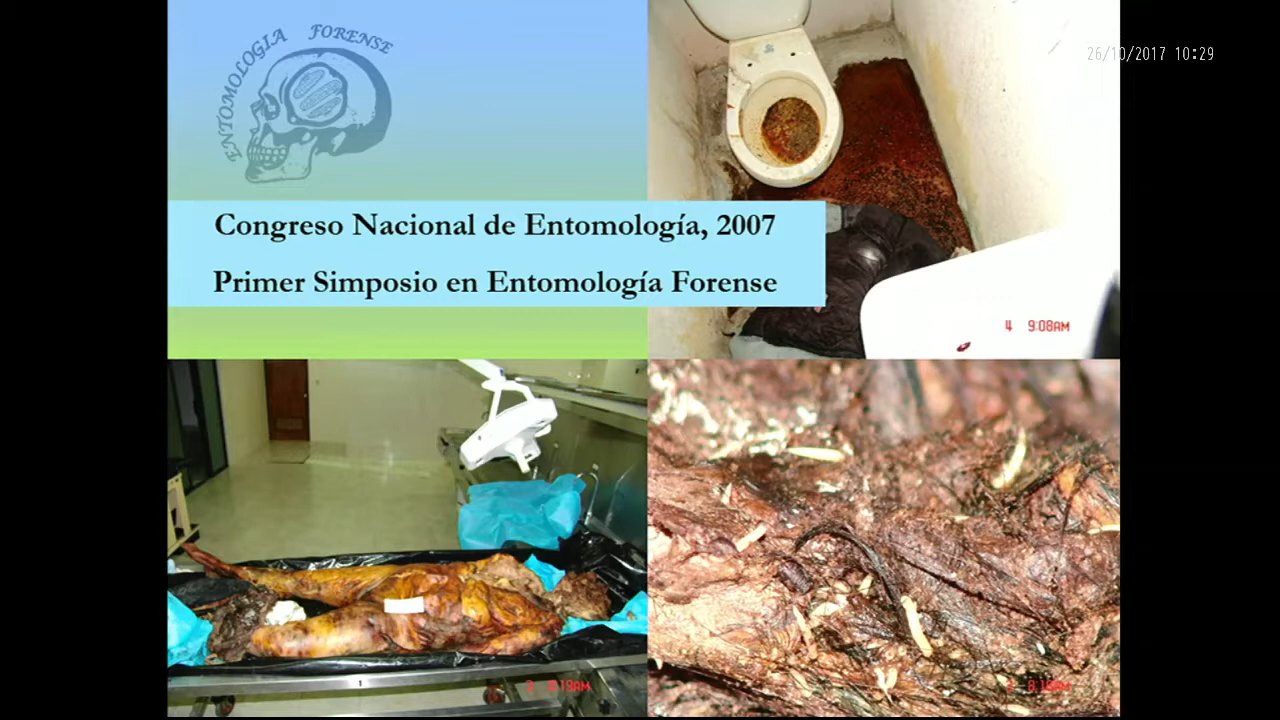 ENTOMOLOGIA FORENSE
26/10/2017 10:29
Congreso Nacional de Entomología, 2007
Primer Simposio en Entomología Forense
4 9:08AM